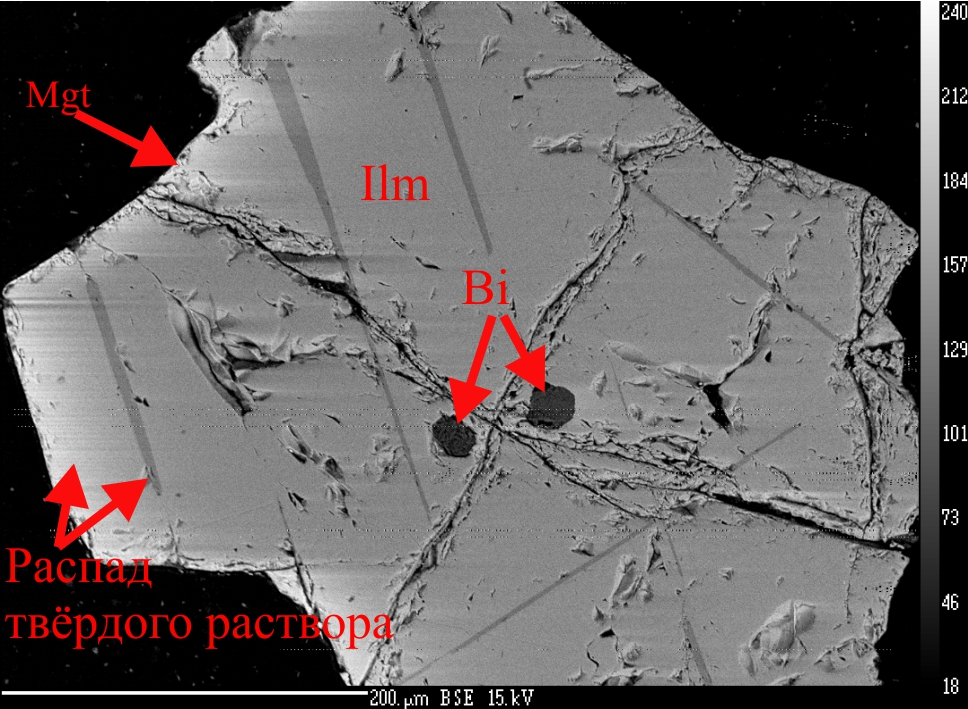 240
Mgt
212
Ilm
184
157
Bi
129
101
73
Распад
твёрдого раствора
46
18
200.µm BSE 15.kV